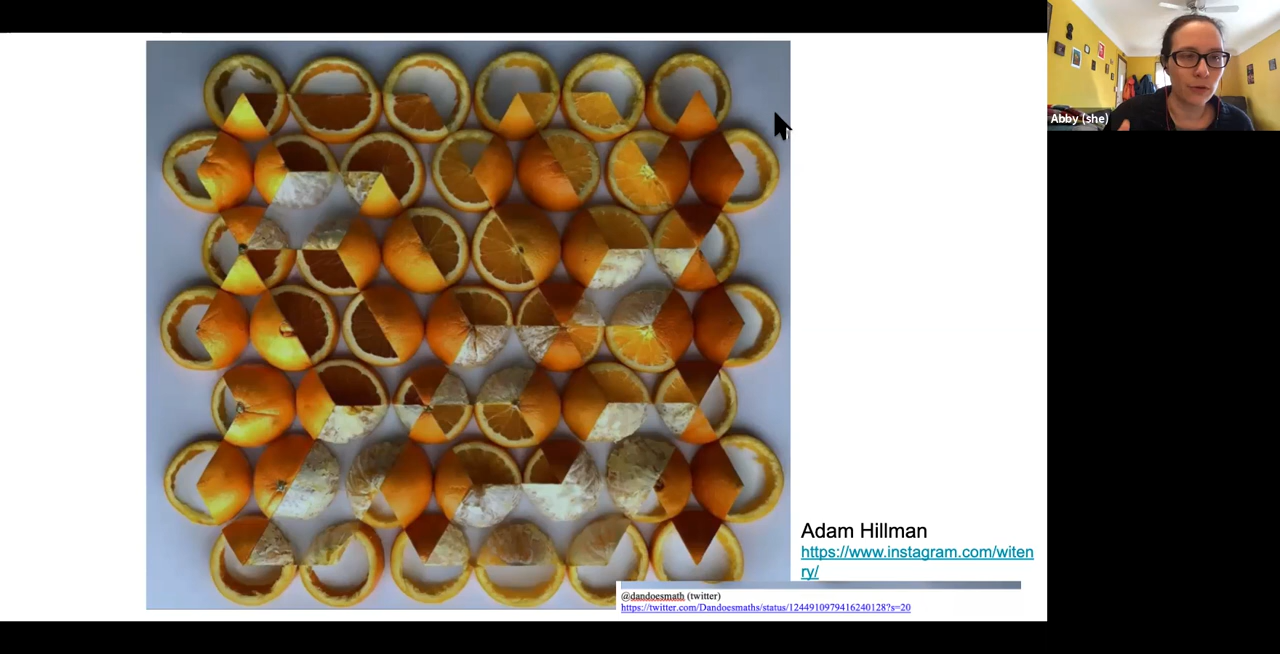 Abby (she)
Adam Hillman
https://www.instagram.com/witen
ry/
@dandoesmath (twitter)
https://twitter.com/Dandoesmaths/status/1244910979416240128?s=20